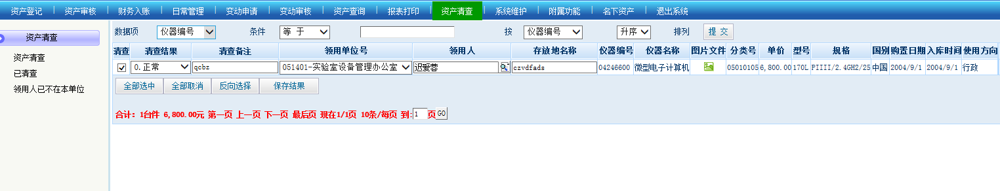 资产登记 资产审核 财务入账 日常管理 变动申请 变动审核 资产查询 报表打印 资产清查 系统维护 附属功能 名下资产 退出系统
资产清查
资产清查
已清查
领用人已不在本单位
数据项 仪器编号 条件 等 于 按 仪器编号 升序 排列 提 交
清查 清查结果 清查备注 领用单位号 领用人 存放地名称 仪器编号 仪器名称 图片文件 分类号 单价 型号 规格 国别 购置日期 入库时间 使用方向
0.正常 qcbz 051401-实验室设备管理办公室 迟爱蓉 czvdfads 04246600 微型电子计算机 05010105 6,800.00 170L PIIII/2.4GH2/25 中国 2004/9/1 2004/9/1 行政
全部选中 全部取消 反向选择 保存结果
合计: 1台件 6,800.00元 第一页 上一页 下一页 最后页 现在1/1页 10条/每页 到: 1 页 GO